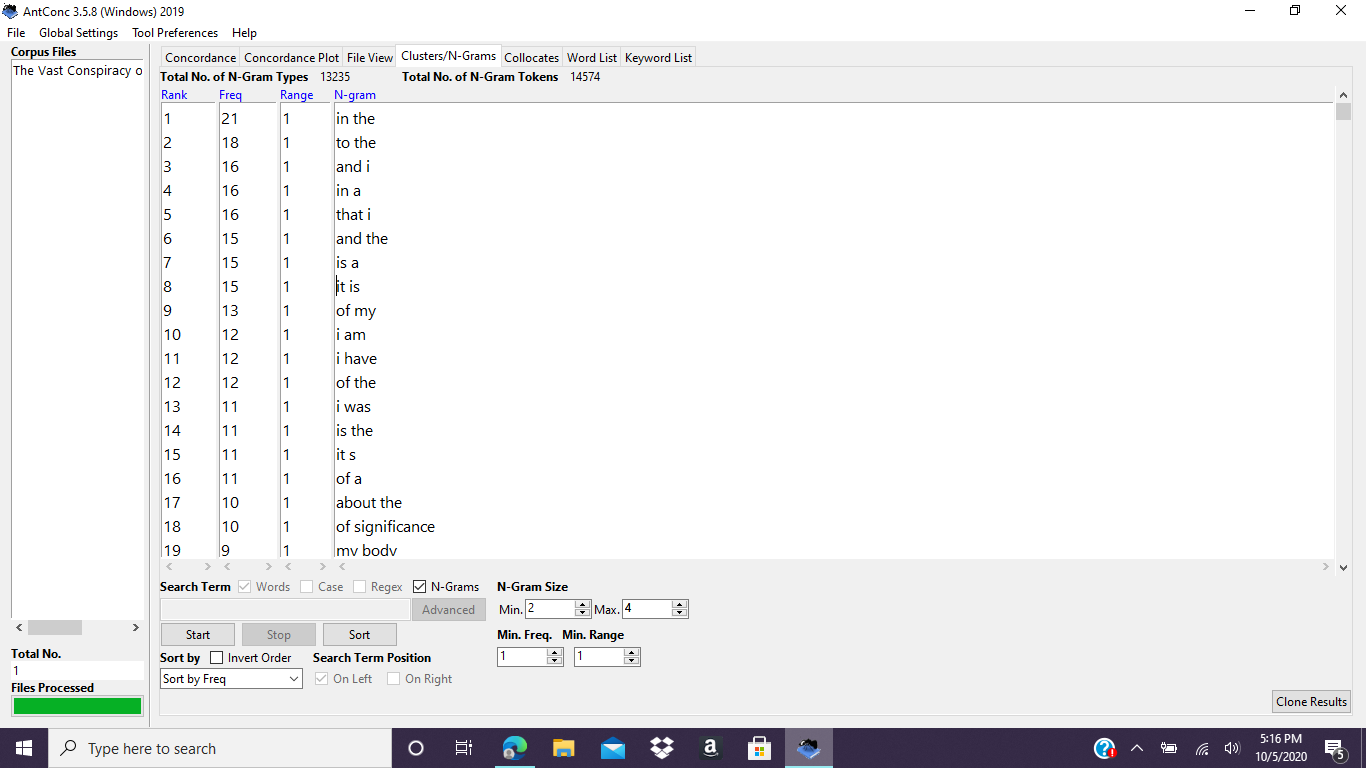 AntConc 3.5.8 (Windows) 2019
File Global Settings Tool Preferences Help
Corpus Files
The Vast Conspiracy o
Concordance Concordance Plot File View Clusters/N-Grams Collocates Word List Keyword List
Total No. of N-Gram Types 13235 Total No. of N-Gram Tokens 14574
Rank Freq Range N-gram
1 21 1 in the
2 18 1 to the
3 16 1 and i
4 16 1 in a
5 16 1 that i
6 15 1 and the
7 15 1 is a
8 15 1 it is
9 13 1 of my
10 12 1 i am
11 12 1 i have
12 12 1 of the
13 11 1 i was
14 11 1 is the
15 11 1 it s
16 11 1 of a
17 10 1 about the
18 10 1 of significance
19 9 1 my body
Search Term Words Case Regex N-Grams N-Gram Size
Advanced Min. 2 Max. 4
Start Stop Sort
Min. Freq. Min. Range
Total No.
1
Files Processed
Sort by Invert Order Search Term Position
1 1
Sort by Freq On Left On Right
Clone Results
Type here to search
a
5:16 PM
10/5/2020
5